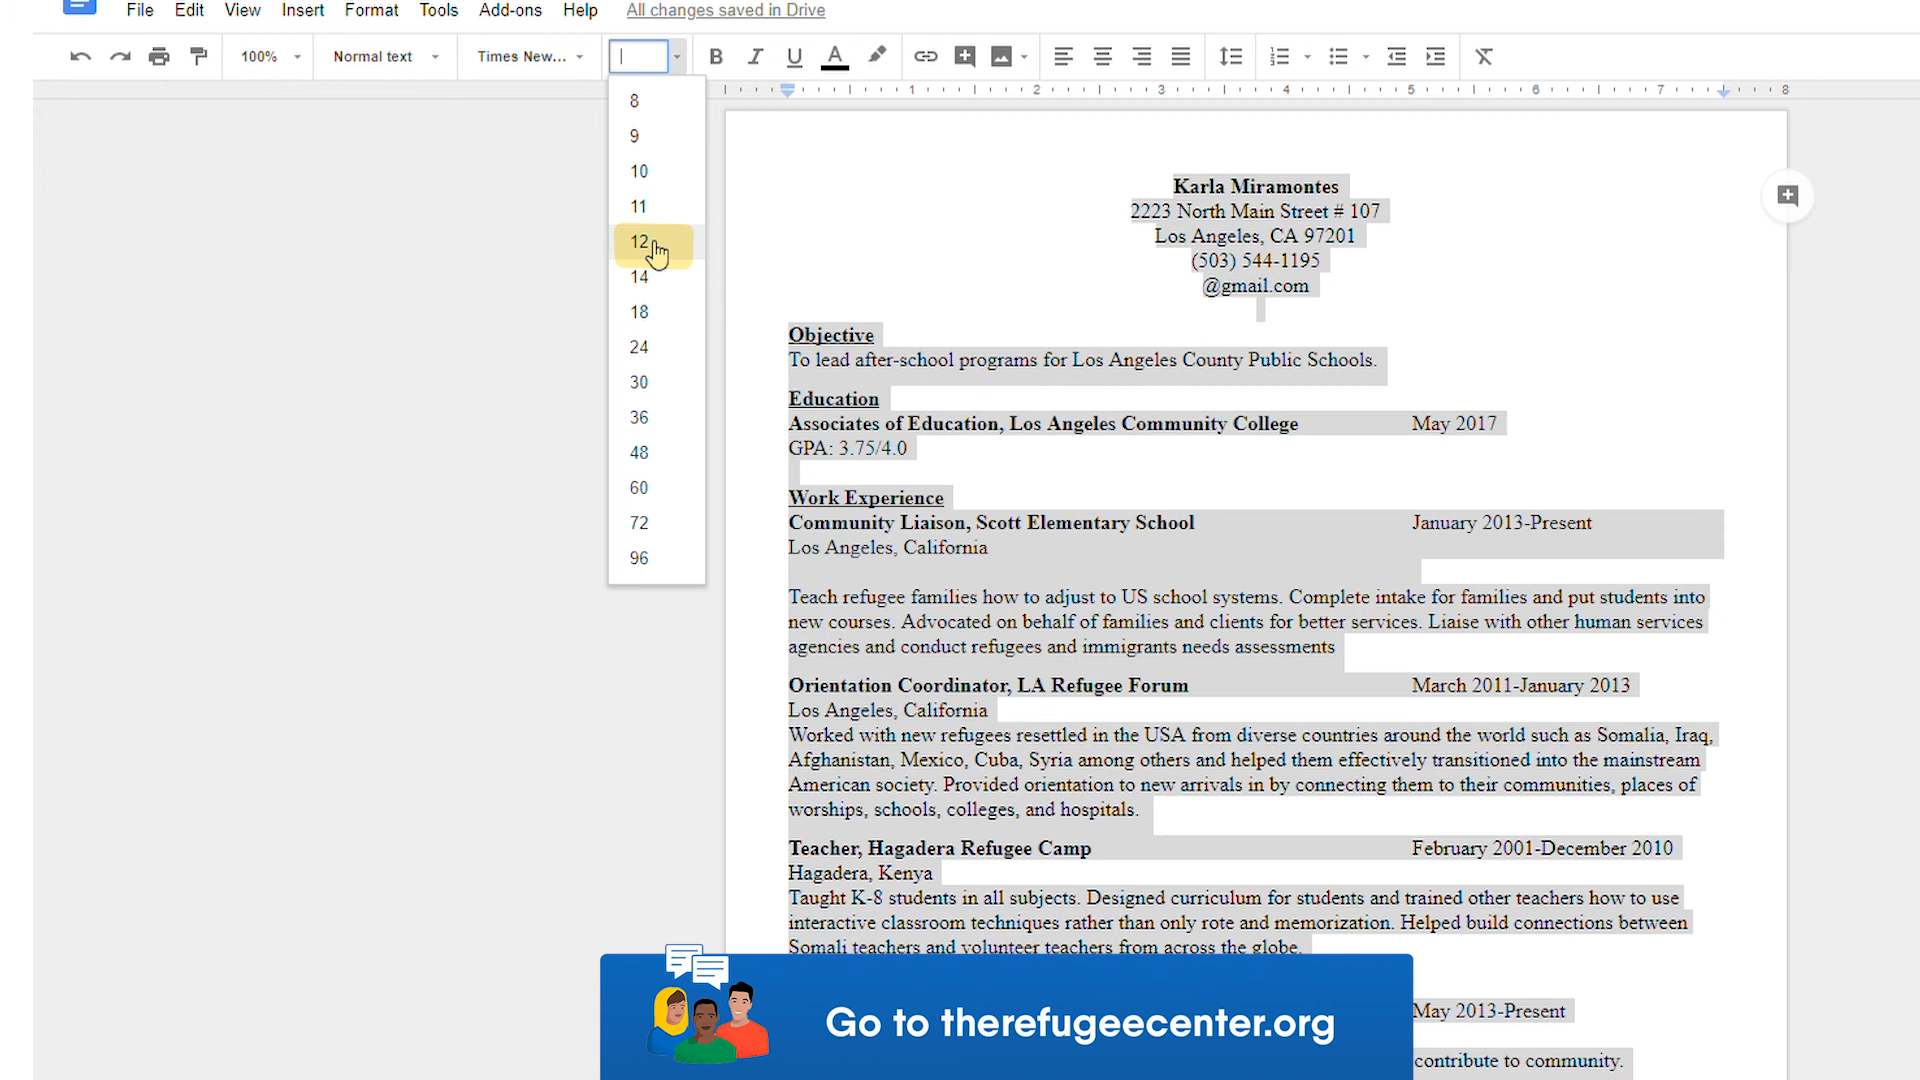 File Edit View Insert Format Tools Add-ons Help All changes saved in Drive
100% Normal text Times New... B I U A
1 2 3 4 5 6 7 8
8
9
10
11
12
14
18
24
30
36
48
60
72
96
Karla Miramontes
2223 North Main Street # 107
Los Angeles, CA 97201
(503) 544-1195
@gmail.com
Objective
To lead after-school programs for Los Angeles County Public Schools.
Education
Associates of Education, Los Angeles Community College May 2017
GPA: 3.75/4.0
Work Experience
Community Liaison, Scott Elementary School January 2013-Present
Los Angeles, California
Teach refugee families how to adjust to US school systems. Complete intake for families and put students into
new courses. Advocated on behalf of families and clients for better services. Liaise with other human services
agencies and conduct refugees and immigrants needs assessments
Orientation Coordinator, LA Refugee Forum March 2011-January 2013
Los Angeles, California
Worked with new refugees resettled in the USA from diverse countries around the world such as Somalia, Iraq,
Afghanistan, Mexico, Cuba, Syria among others and helped them effectively transitioned into the mainstream
American society. Provided orientation to new arrivals in by connecting them to their communities, places of
worships, schools, colleges, and hospitals.
Teacher, Hagadera Refugee Camp February 2001-December 2010
Hagadera, Kenya
Taught K-8 students in all subjects. Designed curriculum for students and trained other teachers how to use
interactive classroom techniques rather than only rote and memorization. Helped build connections between
Somali teachers and volunteer teachers from across the globe.
May 2013-Present
contribute to community.
Go to therefugeecenter.org